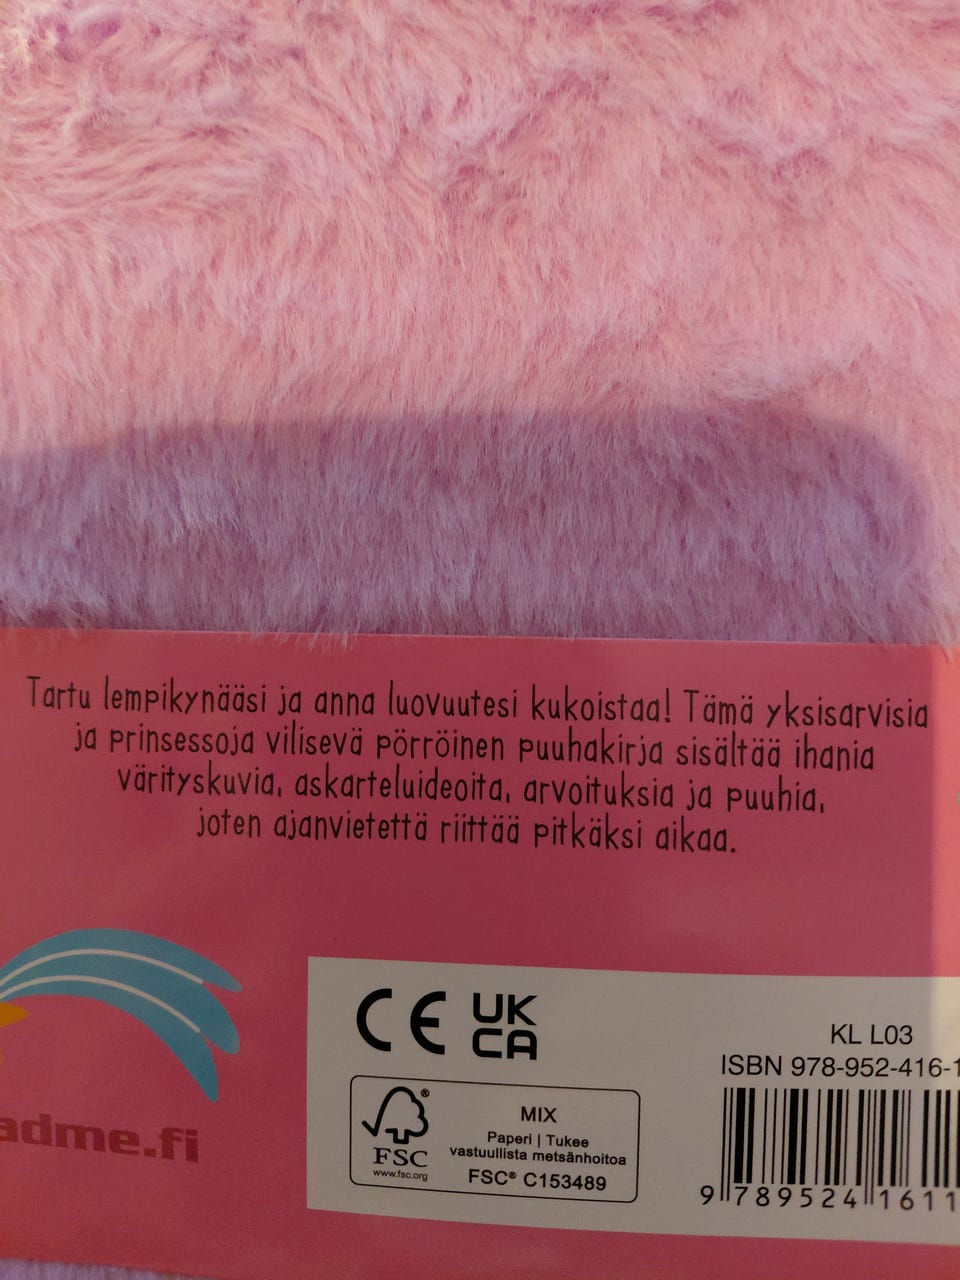 Tartu lempikynääsi ja anna luovuutesi kukoistaa! Tämä yksisarvisia
ja prinsessoja vilisevä pörröinen puuhakirja sisältää ihania
värityskuvia, askarteluideoita, arvoituksia ja puuhia,
joten ajanvietettä riittää pitkäksi aikaa.
CE UK
CA
KL L03
ISBN 978-952-416-1
FSC®
www.fsc.org
MIX
Paperi | Tukee
vastuullista metsänhoitoa
FSC® C153489
adme.fi
9 789524 1611